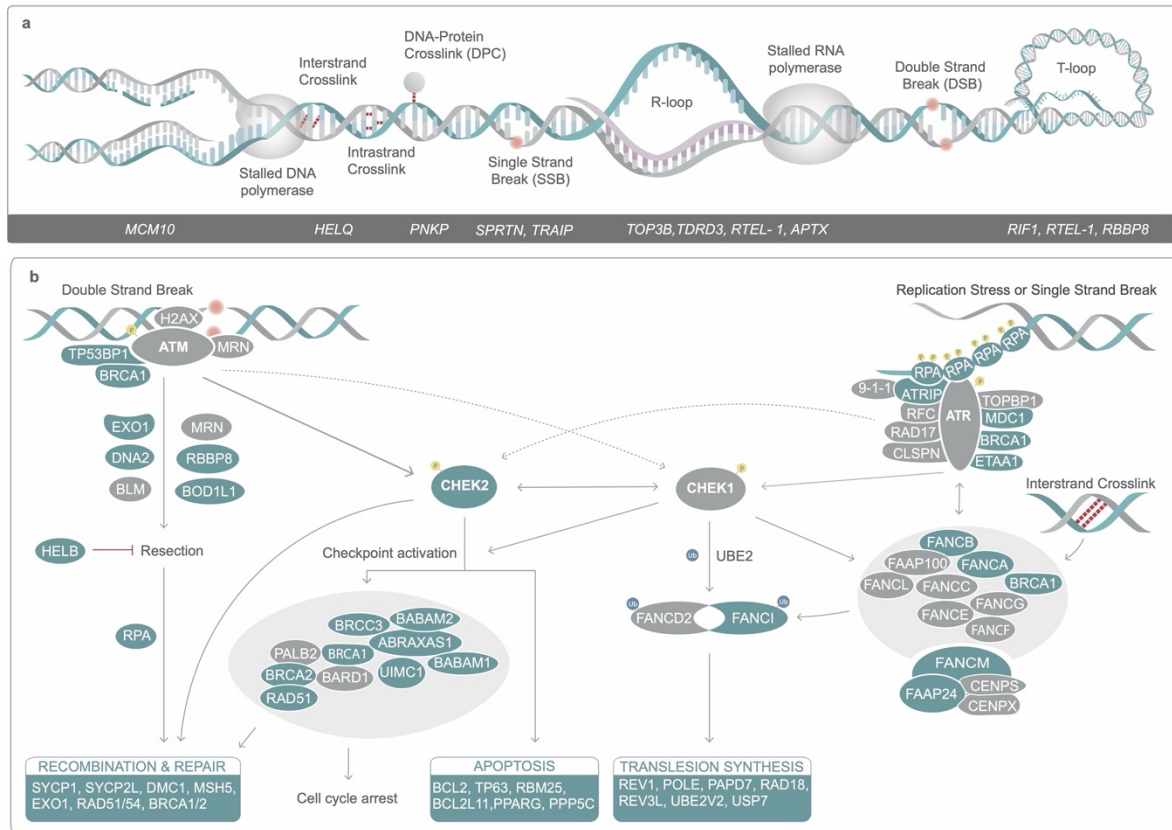 a
Interstrand
Crosslink
DNA-Protein
Crosslink (DPC)
Stalled RNA
polymerase
Double Strand
Break (DSB)
T-loop
R-loop
Stalled DNA
polymerase
Intrastrand
Crosslink
Single Strand
Break (SSB)
MCM10
HELQ
PNKP
SPRTN, TRAIP
TOP3B,TDRD3, RTEL- 1, APTX
RIF1, RTEL-1, RBBP8
b
Double Strand Break
H2AX
P
ATM
MRN
TP53BP1
BRCA1
EXO1
MRN
DNA2
RBBP8
BLM
BOD1L1
HELB
Resection
RPA
Replication Stress or Single Strand Break
P
P
P
P
P
P
P
P
RPA
RPA
RPA
RPA
P
9-1-1
ATRIP
RFC
RAD17
CLSPN
ATR
TOPBP1
MDC1
BRCA1
ETAA1
P
CHEK2
P
CHEK1
Interstrand Crosslink
Checkpoint activation
Ub
UBE2
Ub
FANCD2
FANCI
Ub
FANCB
FAAP100
FANCA
FANCL
FANCC
BRCA1
FANCE
FANCG
FANCF
FANCM
FAAP24
CENPS
CENPX
BRCC3
BABAM2
ABRAXAS1
PALB2
BRCA1
BABAM1
BRCA2
BARD1
UIMC1
RAD51
RECOMBINATION & REPAIR
SYCP1, SYCP2L, DMC1, MSH5,
EXO1, RAD51/54, BRCA1/2
Cell cycle arrest
APOPTOSIS
BCL2, TP63, RBM25,
BCL2L11,PPARG, PPP5C
TRANSLESION SYNTHESIS
REV1, POLE, PAPD7, RAD18,
REV3L, UBE2V2, USP7